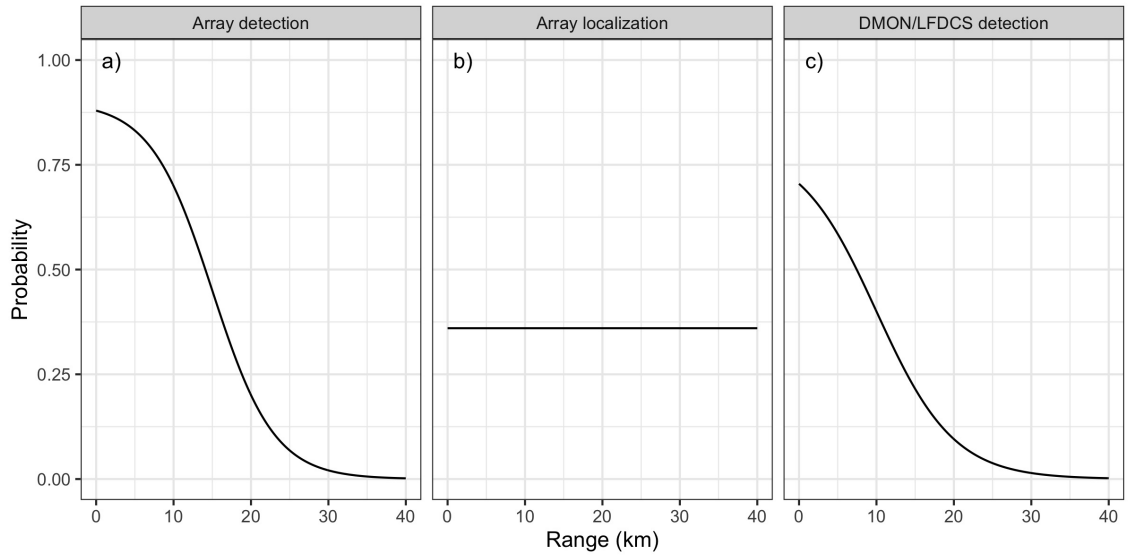 Array detection
Array localization
DMON/LFDCS detection
a)
b)
c)
1.00
0.75
0.50
0.25
0.00
Probability
0 10 20 30 40
0 10 20 30 40
0 10 20 30 40
Range (km)